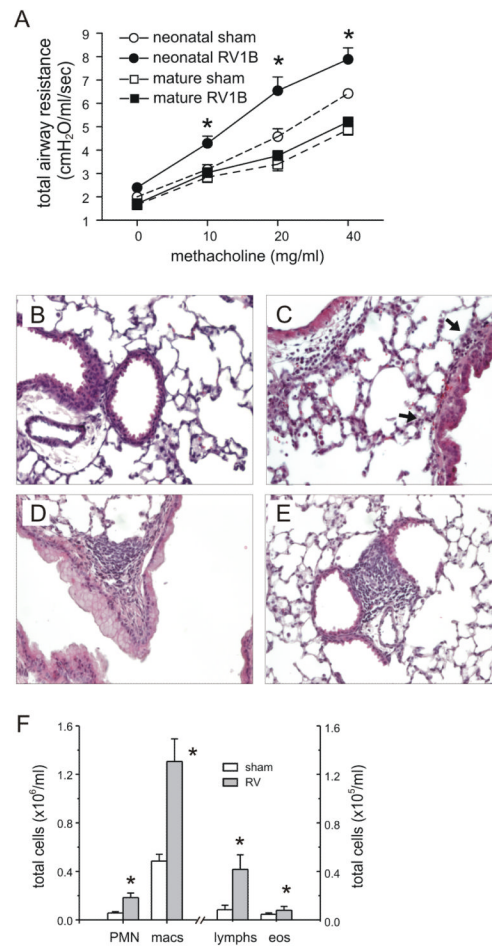 A
total airway resistance
(cmH₂O/ml/sec)
9
8
7
6
5
4
3
2
1
neonatal sham
neonatal RV1B
mature sham
mature RV1B
*
*
*
0
10
20
40
methacholine (mg/ml)
B
C
D
E
F
total cells (x10⁶/ml)
1.6
1.2
0.8
0.4
0.0
sham
RV
*
*
*
*
1.6
1.2
0.8
0.4
0.0
total cells (x10⁵/ml)
PMN
macs
lymphs
eos